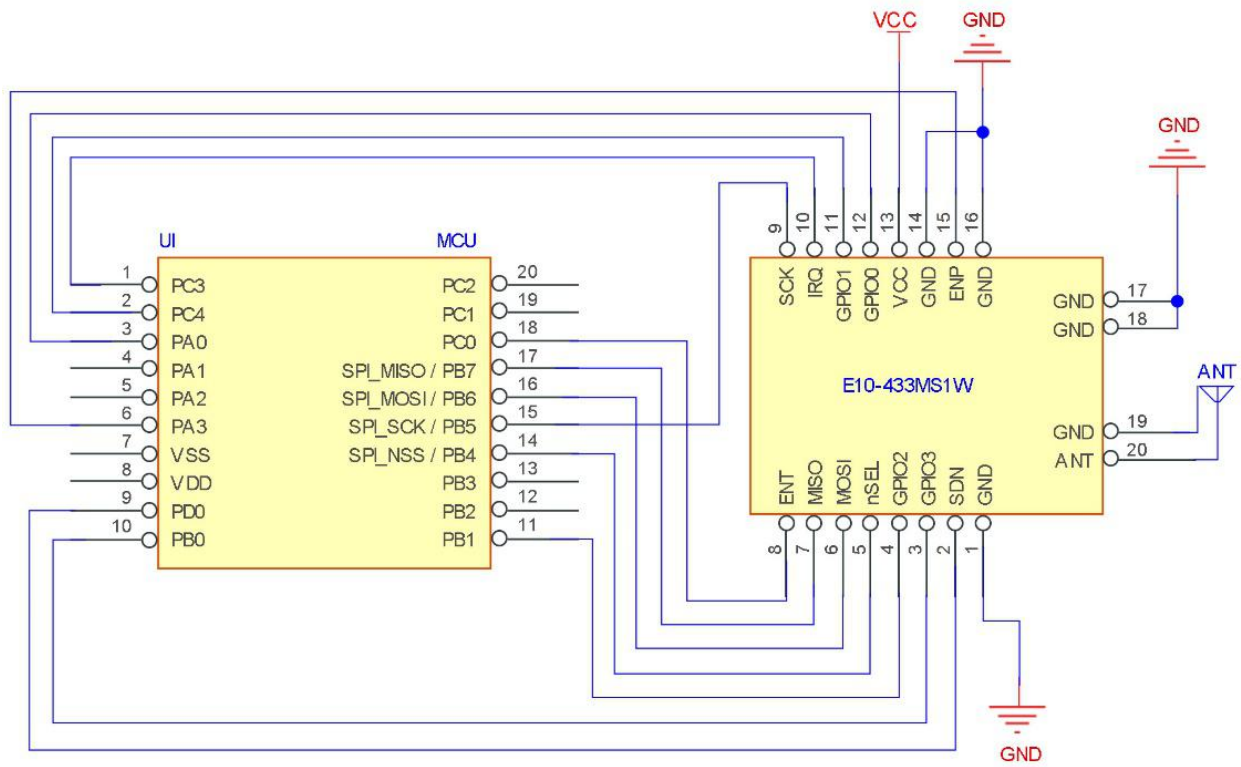 VCC
GND
GND
UI
MCU
1 PC3
2 PC4
3 PA0
4 PA1
5 PA2
6 PA3
7 VSS
8 VDD
9 PD0
10 PB0
PC2 20
PC1 19
PC0 18
SPI_MISO / PB7 17
SPI_MOSI / PB6 16
SPI_SCK / PB5 15
SPI_NSS / PB4 14
PB3 13
PB2 12
PB1 11
9 10 11 12 13 14 15 16
SCK IRQ GPIO1 GPIO0 VCC GND ENP GND
GND 17
GND 18
E10-433MS1W
ANT
GND 19
ANT 20
ENT MISO MOSI nSEL GPIO2 GPIO3 SDN GND
8 7 6 5 4 3 2 1
GND